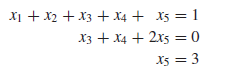 x₁ + x₂ + x₃ + x₄ + x₅ = 1
x₃ + x₄ + 2x₅ = 0
x₅ = 3